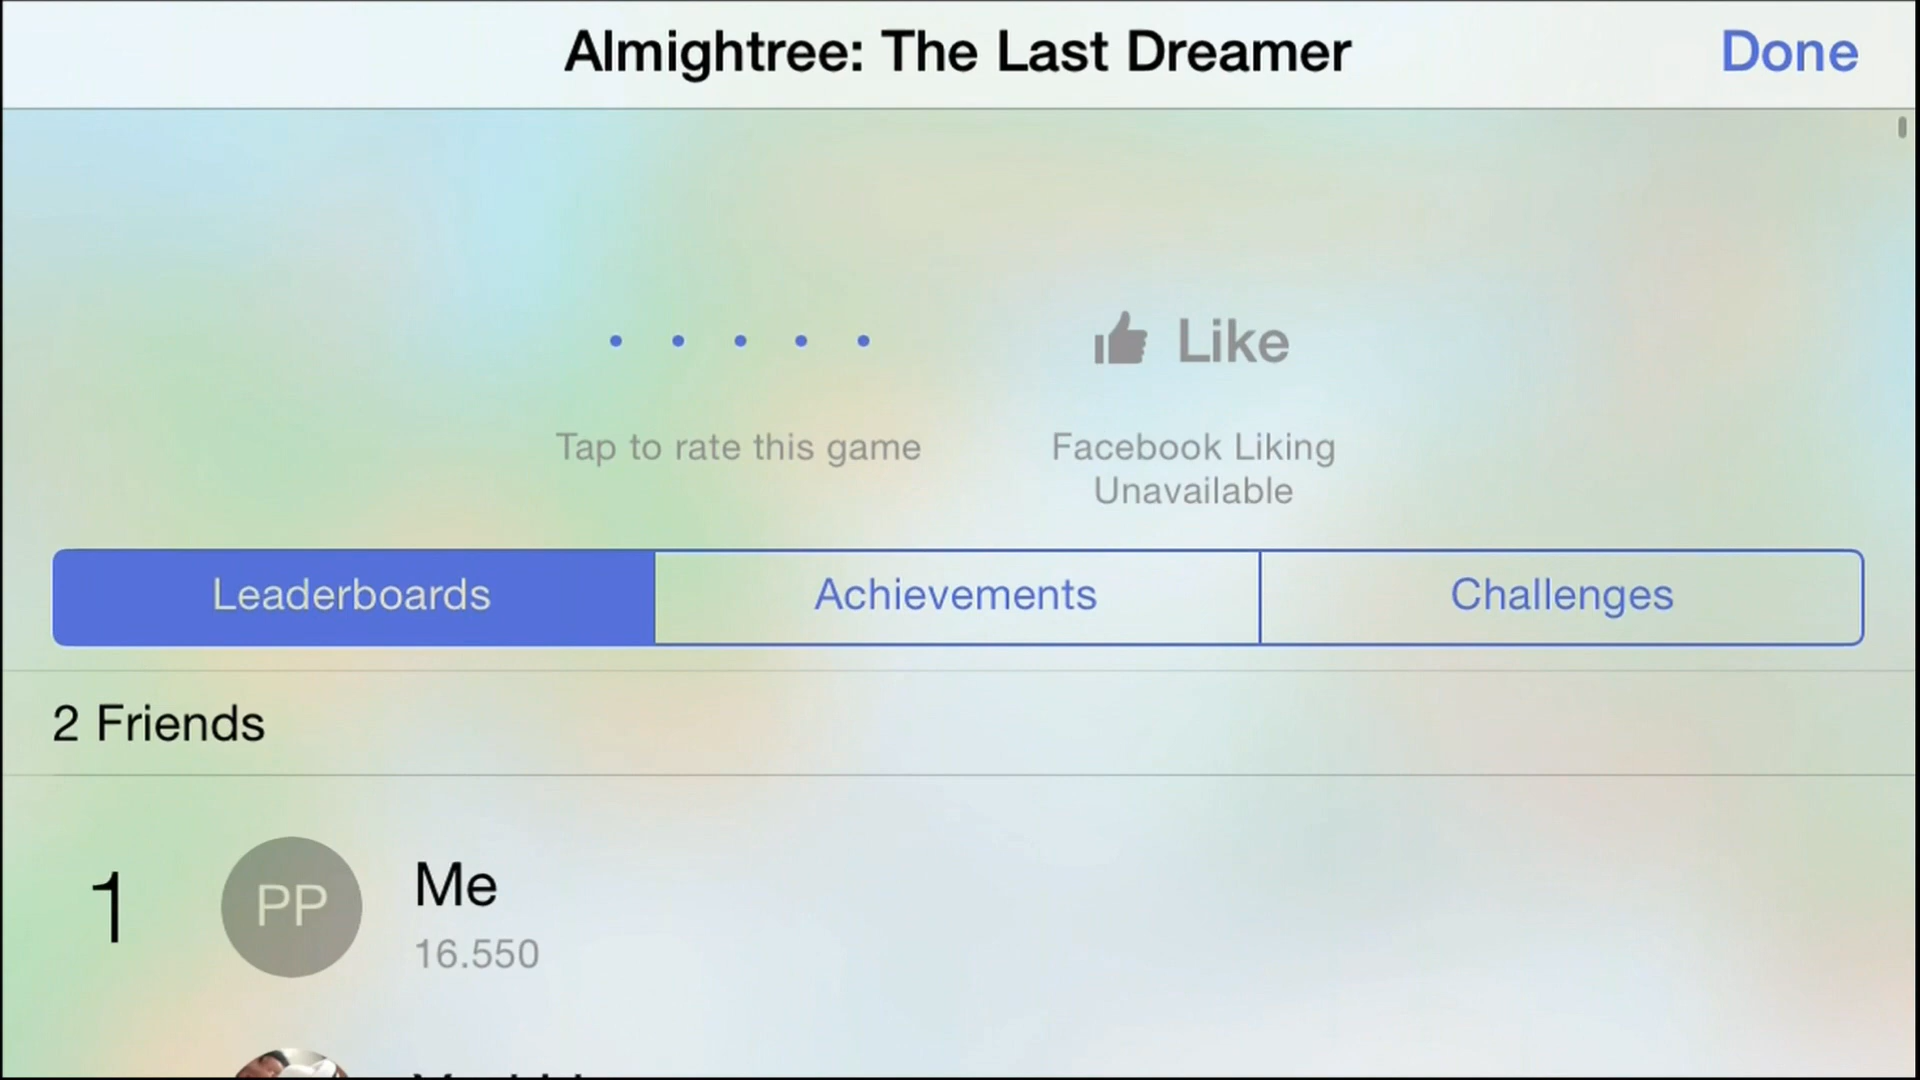 Almightree: The Last Dreamer
Done
Like
Tap to rate this game
Facebook Liking
Unavailable
Leaderboards
Achievements
Challenges
2 Friends
1
PP
Me
16.550